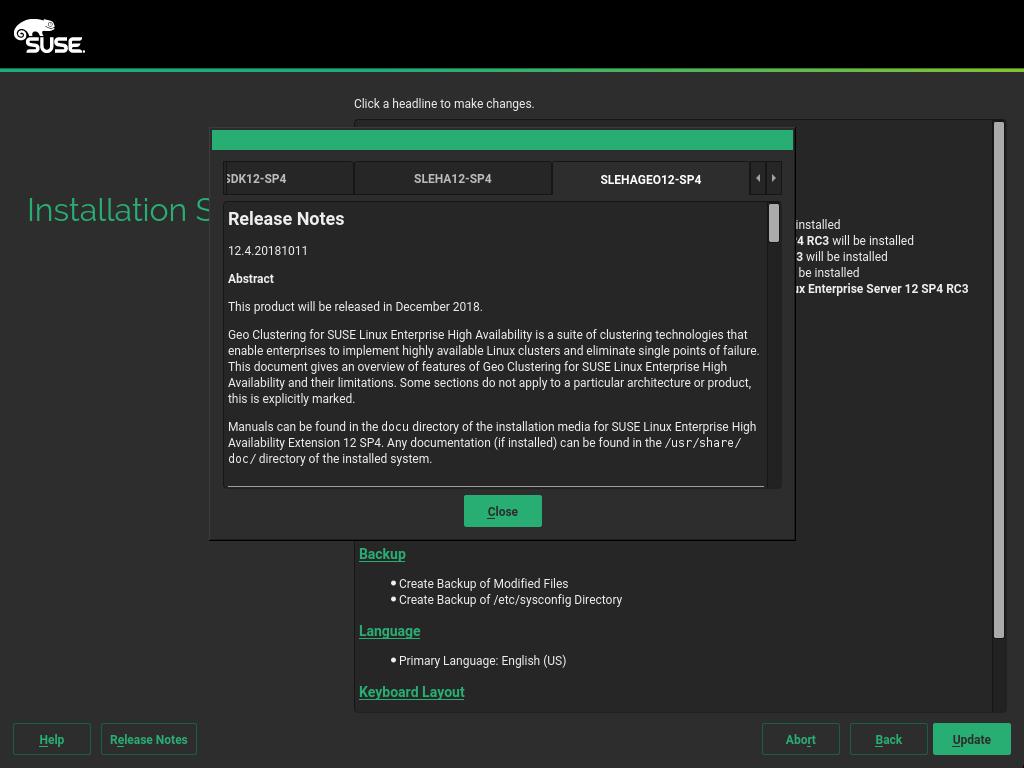 SUSE.
Click a headline to make changes.
Installation S
SDK12-SP4
SLEHA12-SP4
SLEHAGEO12-SP4
Release Notes
12.4.20181011
Abstract
This product will be released in December 2018.
Geo Clustering for SUSE Linux Enterprise High Availability is a suite of clustering technologies that
enable enterprises to implement highly available Linux clusters and eliminate single points of failure.
This document gives an overview of features of Geo Clustering for SUSE Linux Enterprise High
Availability and their limitations. Some sections do not apply to a particular architecture or product,
this is explicitly marked.
Manuals can be found in the docu directory of the installation media for SUSE Linux Enterprise High
Availability Extension 12 SP4. Any documentation (if installed) can be found in the /usr/share/
doc/ directory of the installed system.
Close
installed
P4 RC3 will be installed
3 will be installed
be installed
ux Enterprise Server 12 SP4 RC3
Backup
Create Backup of Modified Files
Create Backup of /etc/sysconfig Directory
Language
Primary Language: English (US)
Keyboard Layout
Help
Release Notes
Abort
Back
Update